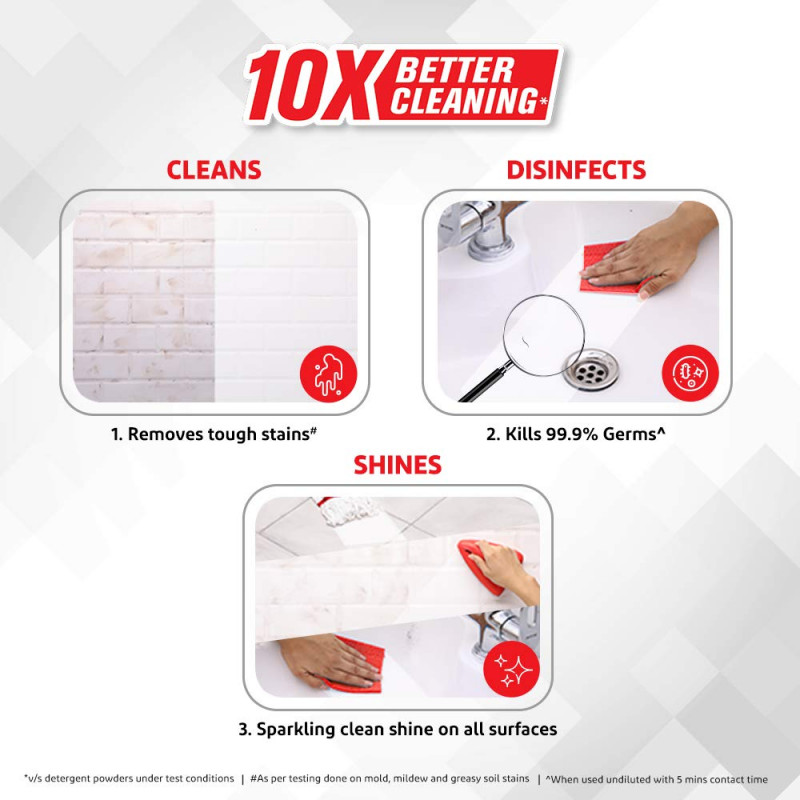 10X BETTER
CLEANING*
CLEANS
DISINFECTS
1. Removes tough stains#
2. Kills 99.9% Germs^
SHINES
3. Sparkling clean shine on all surfaces
*v/s detergent powders under test conditions | #As per testing done on mold, mildew and greasy soil stains | ^When used undiluted with 5 mins contact time